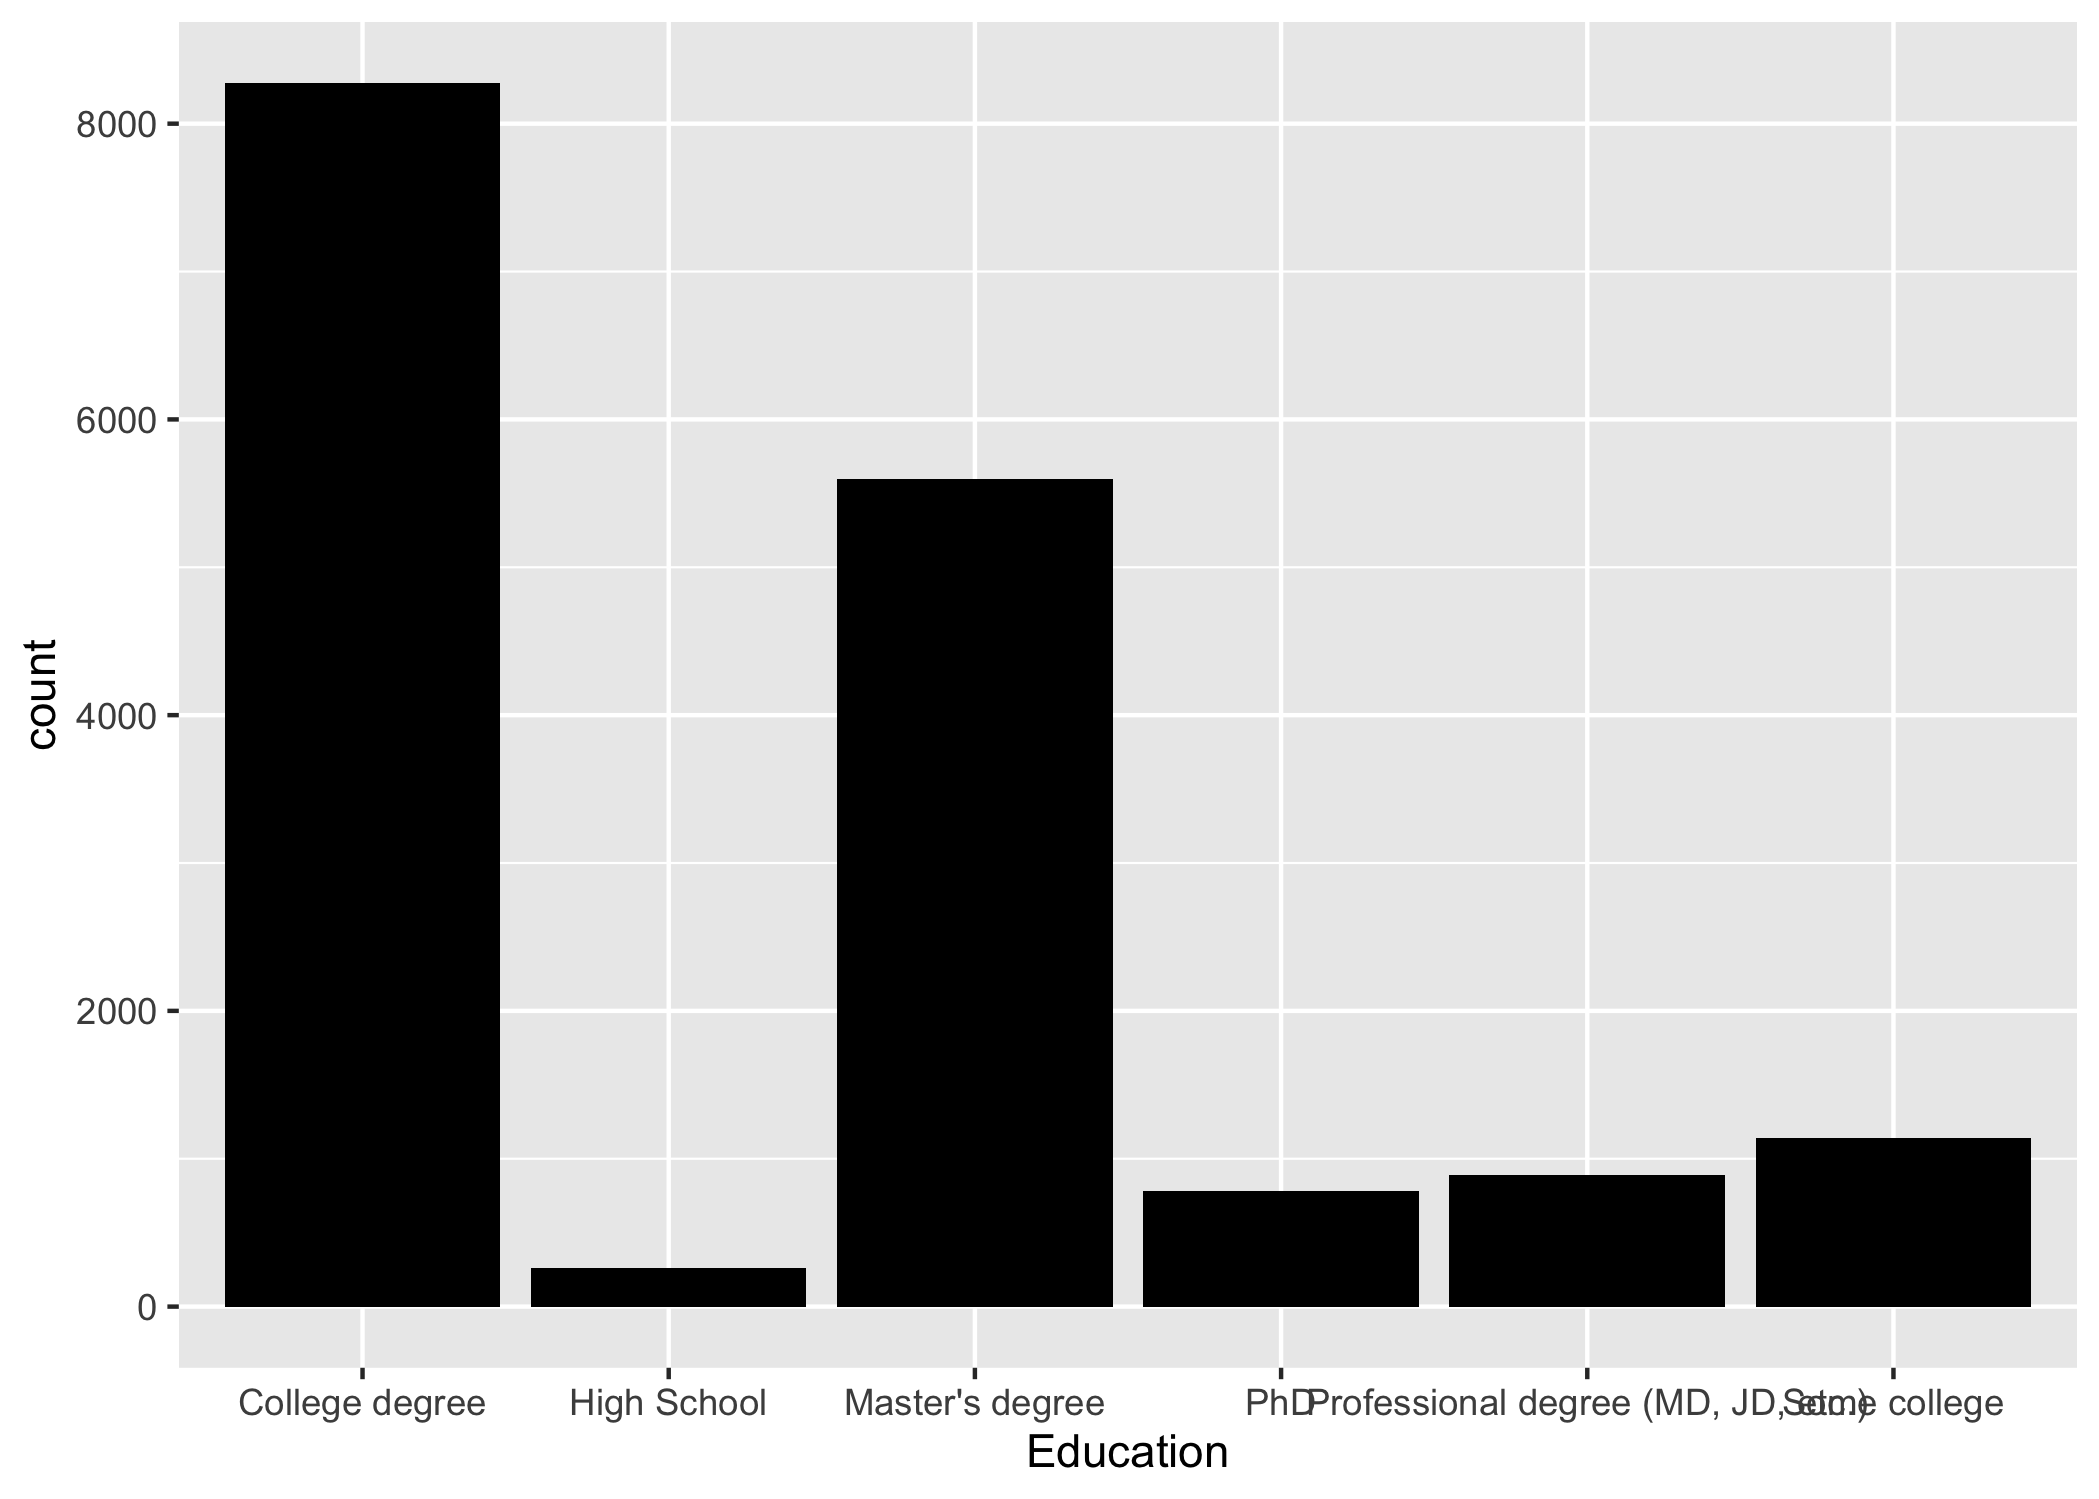 count
8000
6000
4000
2000
0
College degree High School Master's degree PhD Professional degree (MD, JD, etc.) Some college
Education